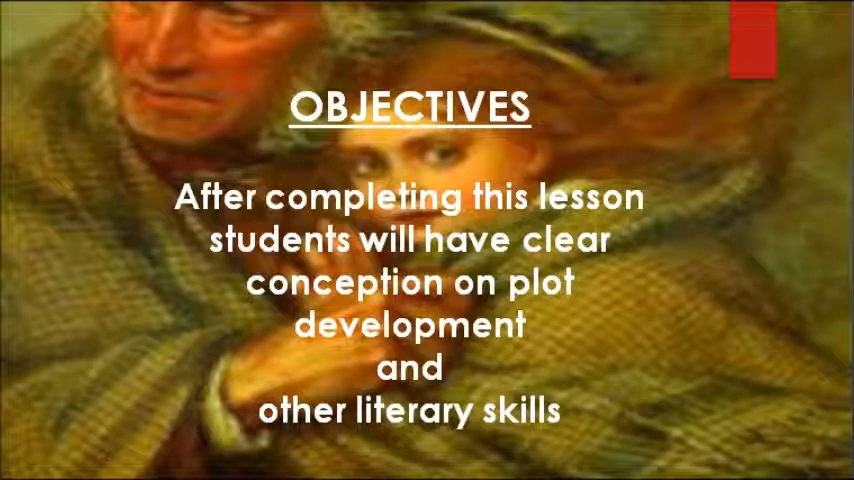 OBJECTIVES
After completing this lesson
students will have clear
conception on plot
development
and
other literary skills